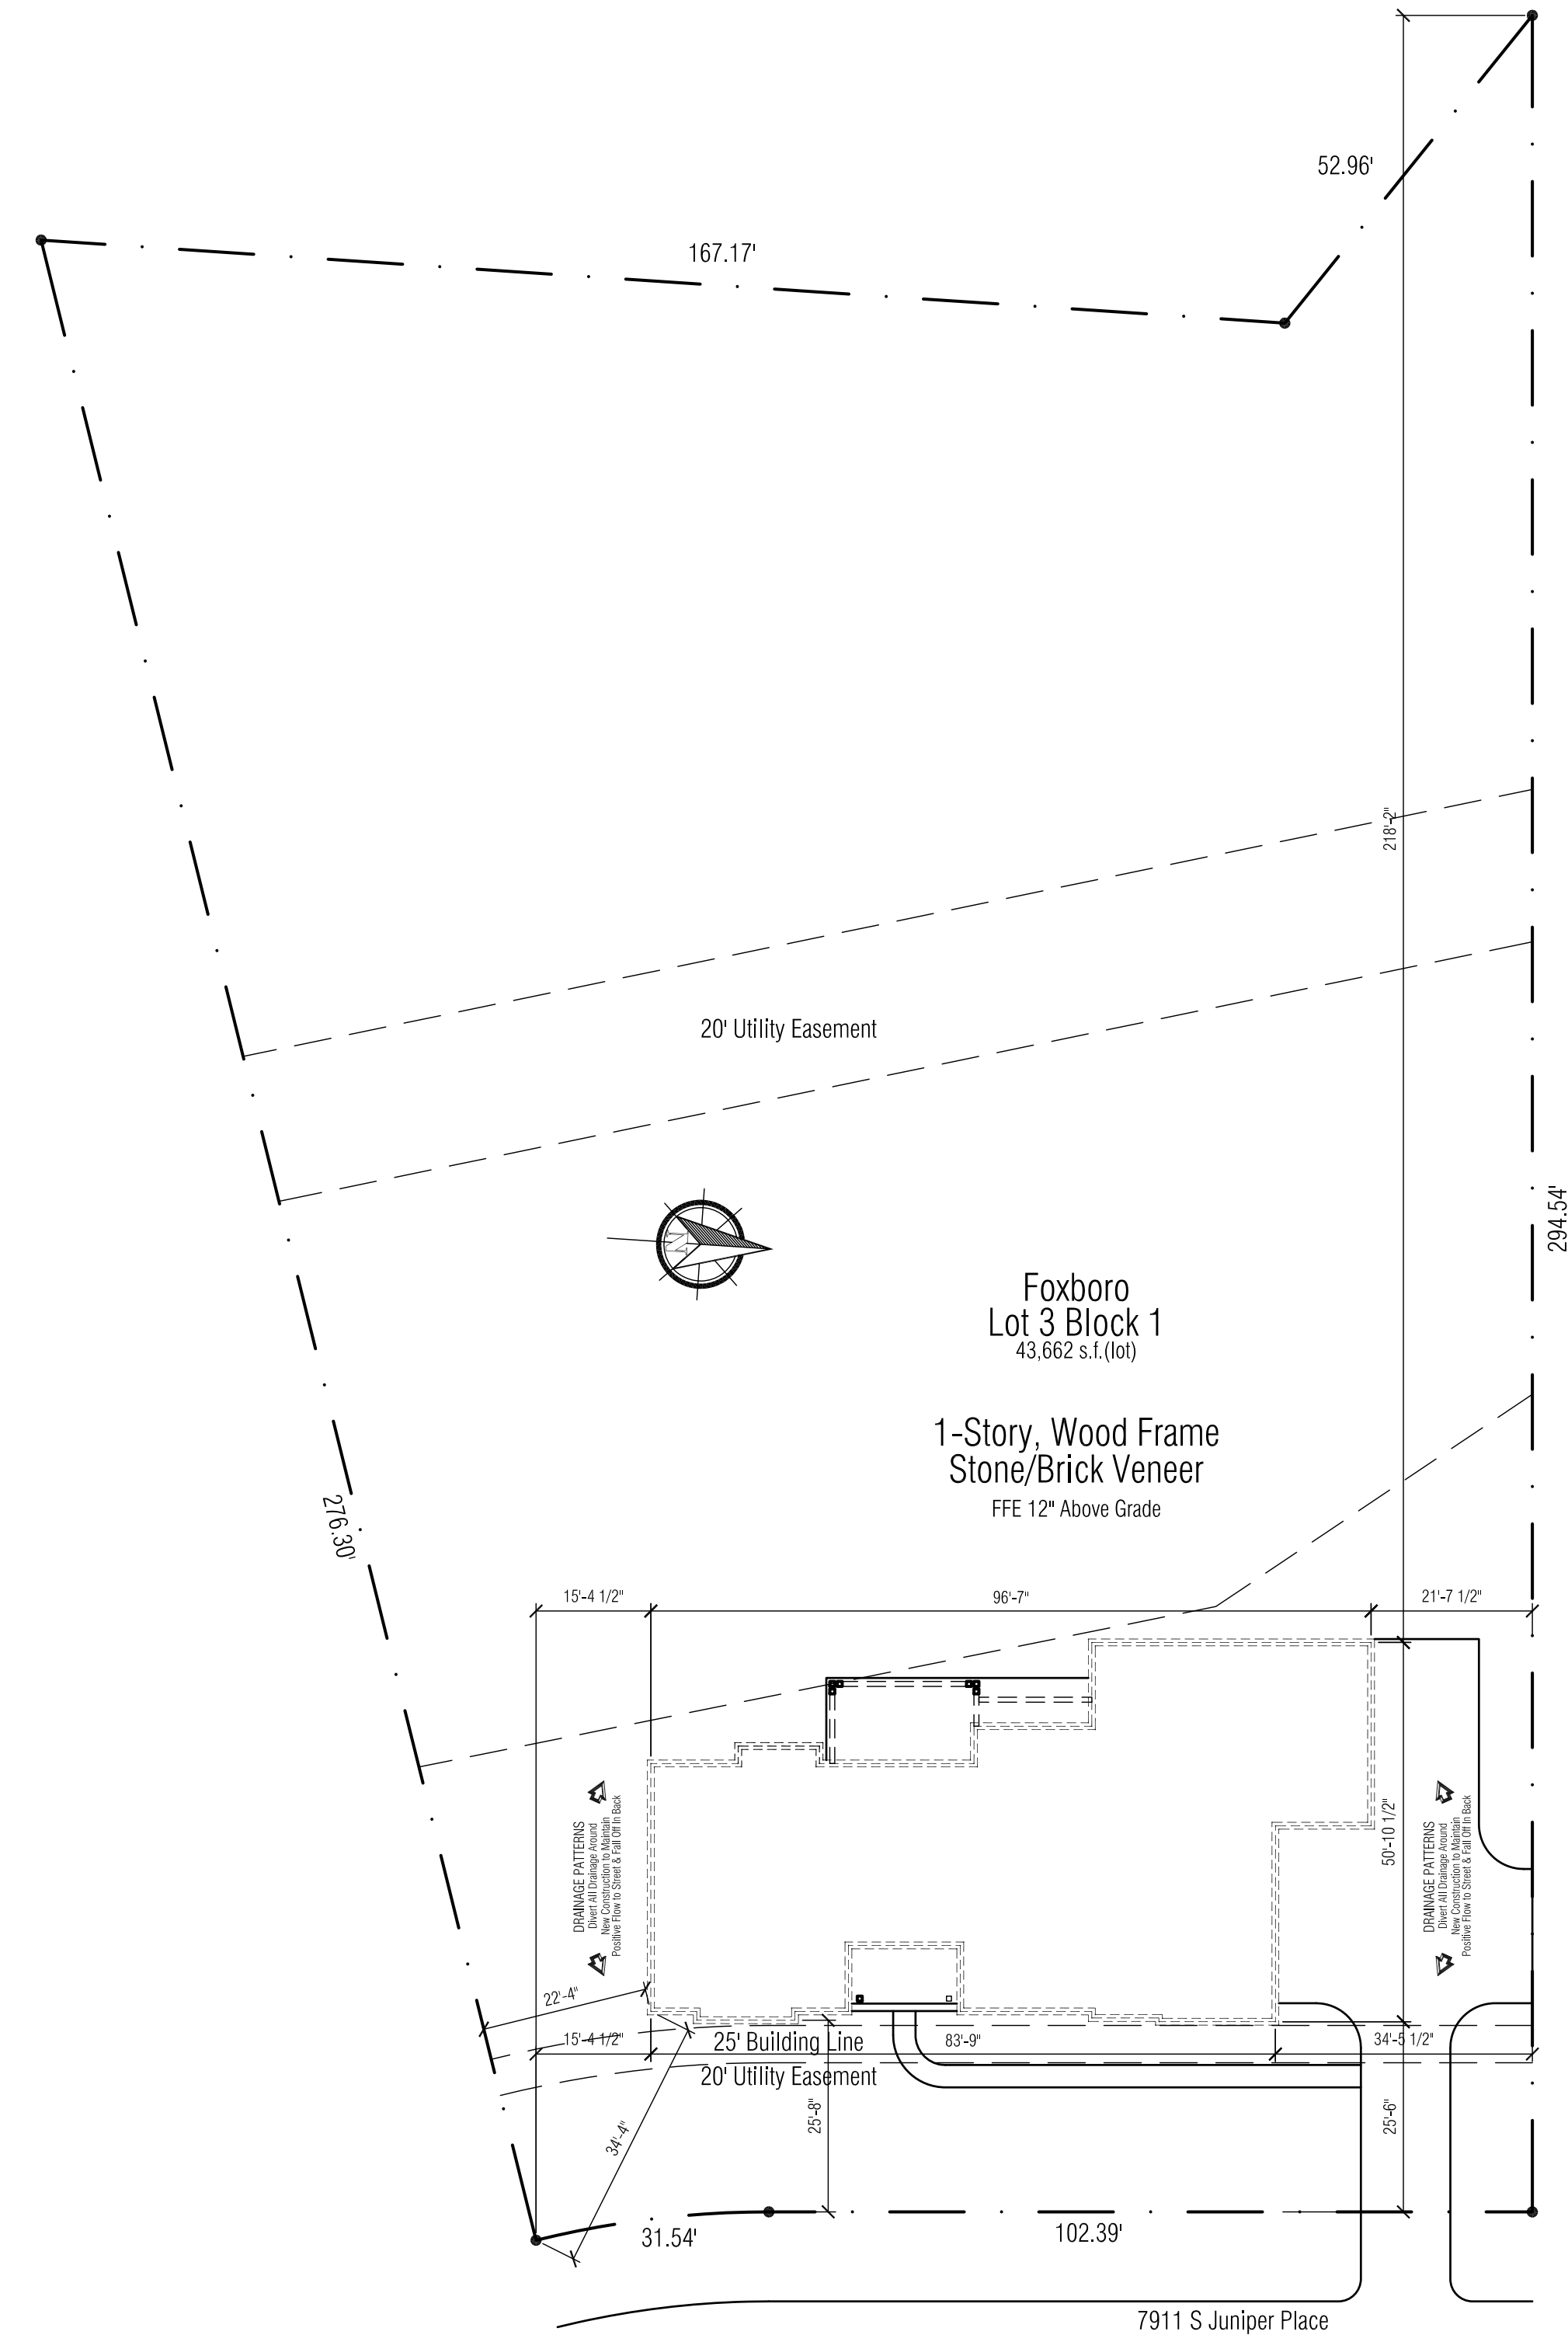 52.96'
167.17'
218'-2"
20' Utility Easement
294.54'
N
Foxboro
Lot 3 Block 1
43,662 s.f.(lot)
1-Story, Wood Frame
Stone/Brick Veneer
FFE 12" Above Grade
276.30'
15'-4 1/2"
96'-7"
21'-7 1/2"
DRAINAGE PATTERNS
Divert All Drainage Around
New Construction to Maintain
Positive Flow to Street & Fall Off In Back
50'-10 1/2"
DRAINAGE PATTERNS
Divert All Drainage Around
New Construction to Maintain
Positive Flow to Street & Fall Off In Back
22'-4"
15'-4 1/2"
25' Building Line
83'-9"
34'-5 1/2"
20' Utility Easement
34'-4"
25'-8"
25'-6"
31.54'
102.39'
7911 S Juniper Place